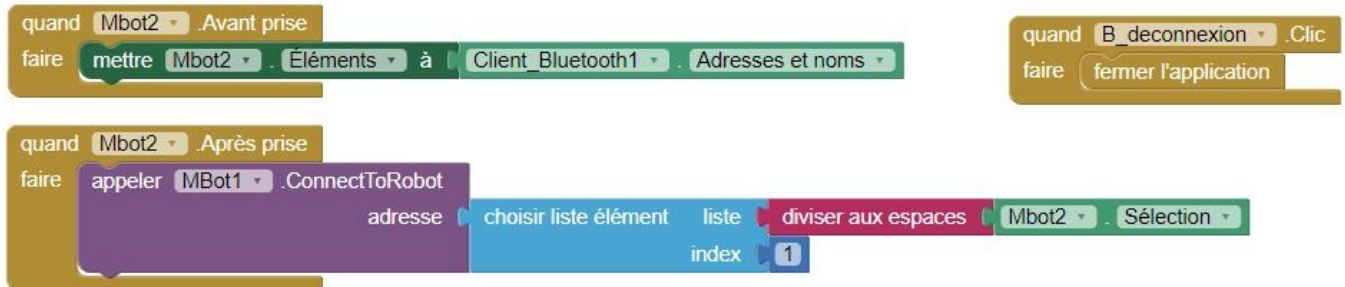 quand Mbot2 .Avant prise
faire mettre Mbot2 . Éléments à Client_Bluetooth1 . Adresses et noms
quand B_deconnexion .Clic
faire fermer l'application
quand Mbot2 .Après prise
faire appeler MBot1 .ConnectToRobot
adresse choisir liste élément liste diviser aux espaces Mbot2 . Sélection
index 1